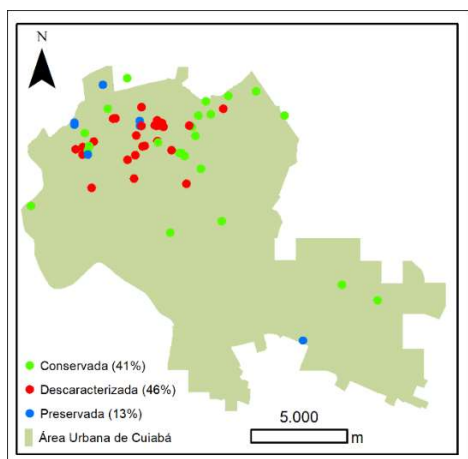 N
Conservada (41%)
Descaracterizada (46%)
Preservada (13%)
Área Urbana de Cuiabá
5.000
m